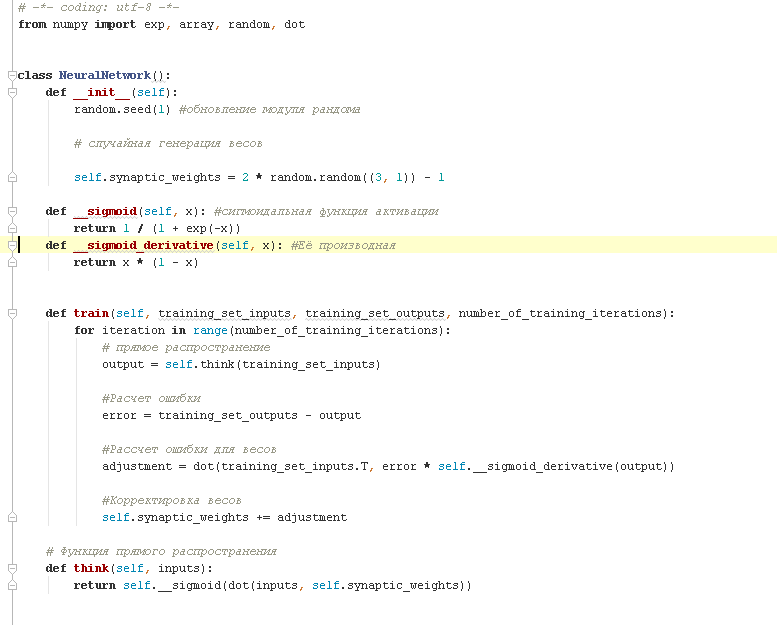 # -*- coding: utf-8 -*-
from numpy import exp, array, random, dot
class NeuralNetwork():
    def __init__(self):
        random.seed(1) #обновление модуля рандома
        # случайная генерация весов
        self.synaptic_weights = 2 * random.random((3, 1)) - 1
    def __sigmoid(self, x): #сигмоидальная функция активации
        return 1 / (1 + exp(-x))
    def __sigmoid_derivative(self, x): #Её производная
        return x * (1 - x)
    def train(self, training_set_inputs, training_set_outputs, number_of_training_iterations):
        for iteration in range(number_of_training_iterations):
            # прямое распространение
            output = self.think(training_set_inputs)
            #Расчет ошибки
            error = training_set_outputs - output
            #Рассчет ошибки для весов
            adjustment = dot(training_set_inputs.T, error * self.__sigmoid_derivative(output))
            #Корректировка весов
            self.synaptic_weights += adjustment
    # Функция прямого распространения
    def think(self, inputs):
        return self.__sigmoid(dot(inputs, self.synaptic_weights))